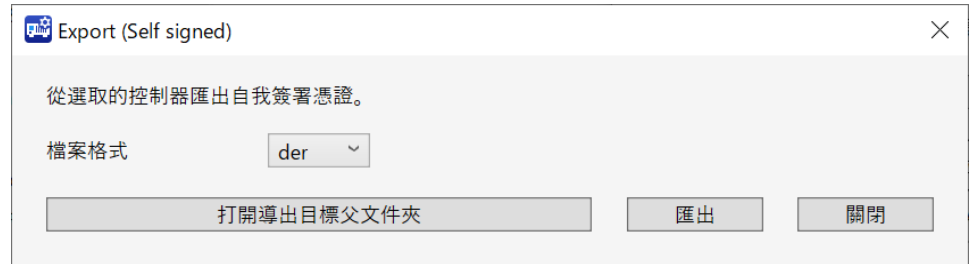 Export (Self signed)
從選取的控制器匯出自我簽署憑證。
檔案格式 der
打開導出目標父文件夾 匯出 關閉